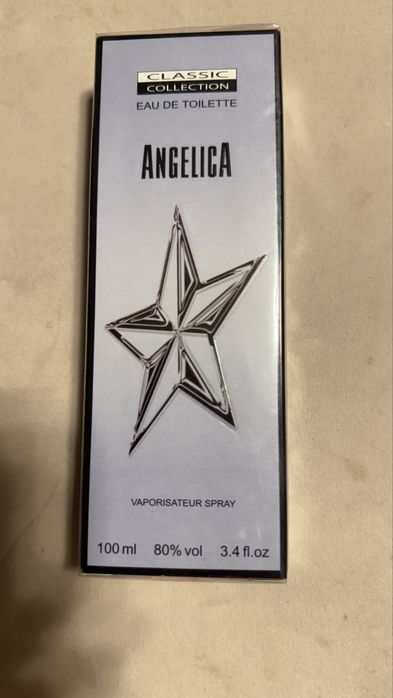 CLASSIC
COLLECTION
EAU DE TOILETTE
ANGELICA
VAPORISATEUR SPRAY
100 ml 80% vol 3.4 fl.oz